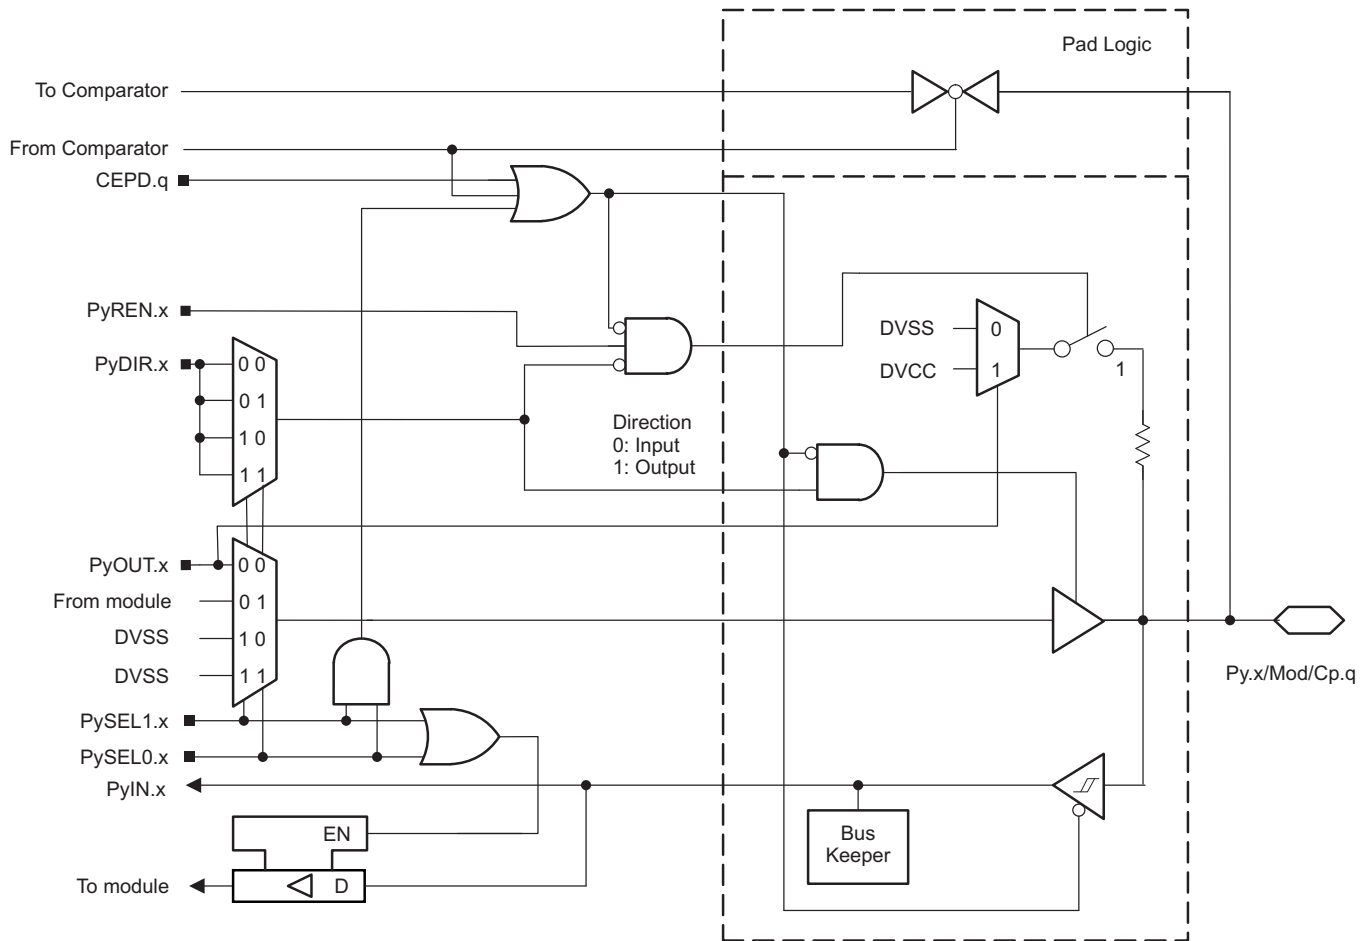 Pad Logic
To Comparator
From Comparator
CEPD.q
PyREN.x
PyDIR.x
0 0
0 1
1 0
1 1
DVSS
0
DVCC
1
1
Direction
0: Input
1: Output
PyOUT.x
0 0
From module
0 1
DVSS
1 0
DVSS
1 1
Py.x/Mod/Cp.q
PySEL1.x
PySEL0.x
PyIN.x
EN
D
To module
Bus
Keeper